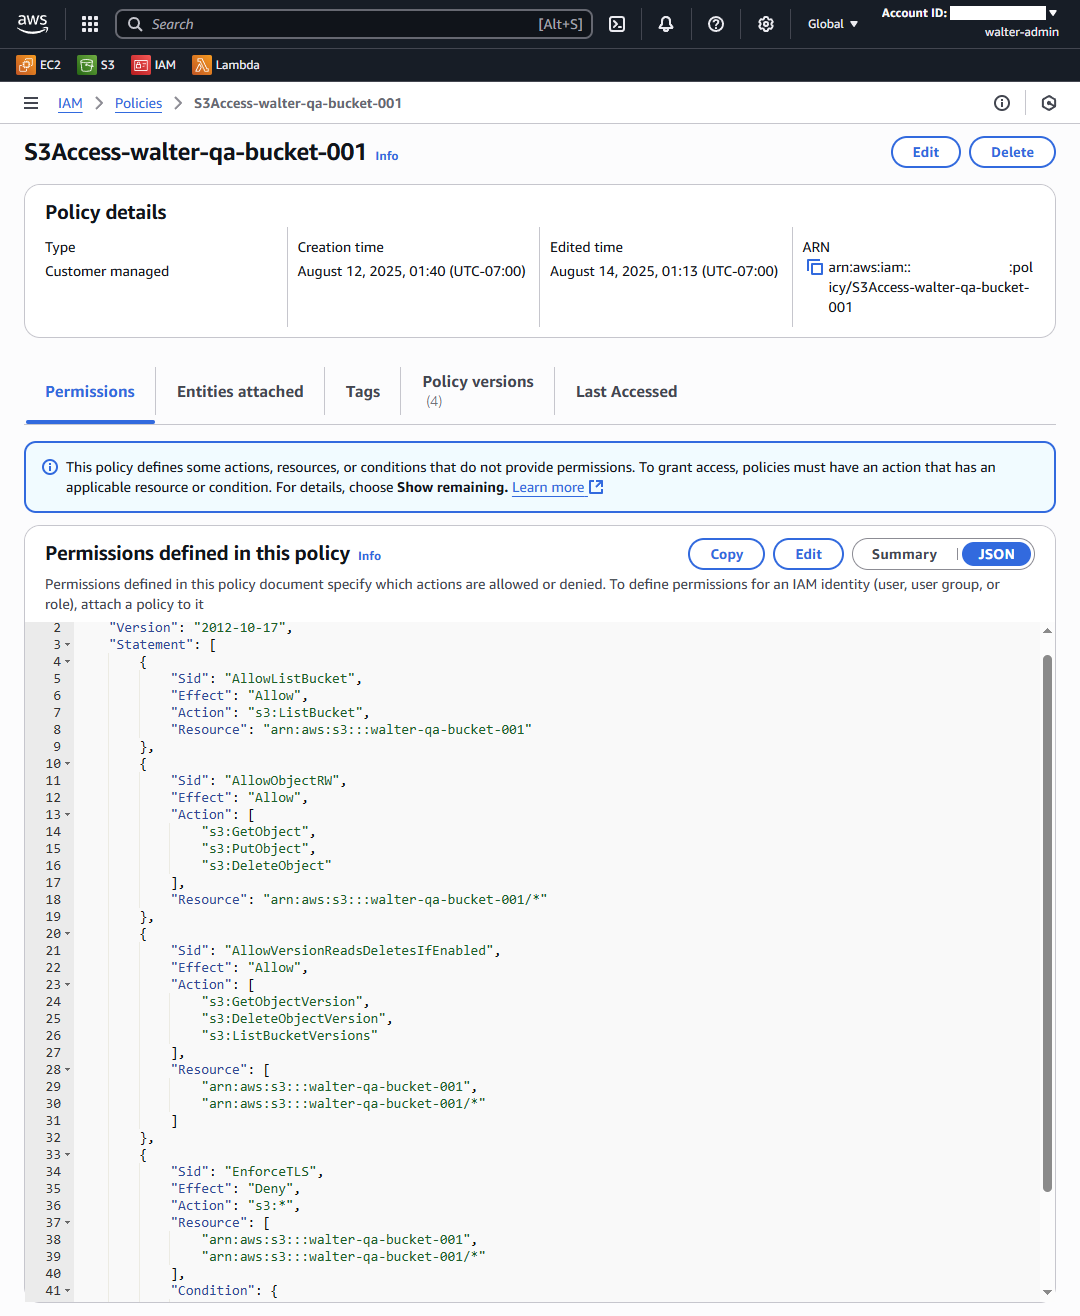 aws
Search [Alt+S]
Global
Account ID:
walter-admin
EC2 S3 IAM Lambda
IAM > Policies > S3Access-walter-qa-bucket-001
S3Access-walter-qa-bucket-001 Info
Edit Delete
Policy details
Type
Customer managed
Creation time
August 12, 2025, 01:40 (UTC-07:00)
Edited time
August 14, 2025, 01:13 (UTC-07:00)
ARN
arn:aws:iam:: :pol
icy/S3Access-walter-qa-bucket-
001
Permissions
Entities attached
Tags
Policy versions
(4)
Last Accessed
This policy defines some actions, resources, or conditions that do not provide permissions. To grant access, policies must have an action that has an
applicable resource or condition. For details, choose Show remaining. Learn more
Permissions defined in this policy Info
Copy Edit Summary JSON
Permissions defined in this policy document specify which actions are allowed or denied. To define permissions for an IAM identity (user, user group, or
role), attach a policy to it
2 "Version": "2012-10-17",
3 "Statement": [
4 {
5 "Sid": "AllowListBucket",
6 "Effect": "Allow",
7 "Action": "s3:ListBucket",
8 "Resource": "arn:aws:s3:::walter-qa-bucket-001"
9 },
10 {
11 "Sid": "AllowObjectRW",
12 "Effect": "Allow",
13 "Action": [
14 "s3:GetObject",
15 "s3:PutObject",
16 "s3:DeleteObject"
17 ],
18 "Resource": "arn:aws:s3:::walter-qa-bucket-001/*"
19 },
20 {
21 "Sid": "AllowVersionReadsDeletesIfEnabled",
22 "Effect": "Allow",
23 "Action": [
24 "s3:GetObjectVersion",
25 "s3:DeleteObjectVersion",
26 "s3:ListBucketVersions"
27 ],
28 "Resource": [
29 "arn:aws:s3:::walter-qa-bucket-001",
30 "arn:aws:s3:::walter-qa-bucket-001/*"
31 ]
32 },
33 {
34 "Sid": "EnforceTLS",
35 "Effect": "Deny",
36 "Action": "s3:*",
37 "Resource": [
38 "arn:aws:s3:::walter-qa-bucket-001",
39 "arn:aws:s3:::walter-qa-bucket-001/*"
40 ],
41 "Condition": {